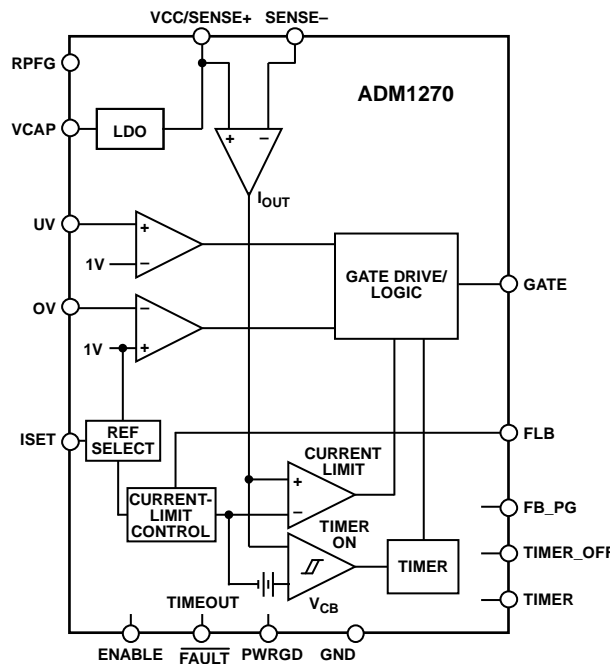 VCC/SENSE+ SENSE–
RPFG
ADM1270
VCAP
LDO
+ –
IOUT
UV
+
1V
–
GATE DRIVE/
LOGIC
GATE
OV
–
1V
+
ISET
REF
SELECT
FLB
CURRENT
LIMIT
+
CURRENT-
LIMIT
CONTROL
–
FB_PG
TIMER
ON
TIMER_OFF
TIMER
VCB
TIMEOUT
TIMER
ENABLE FAULT PWRGD GND